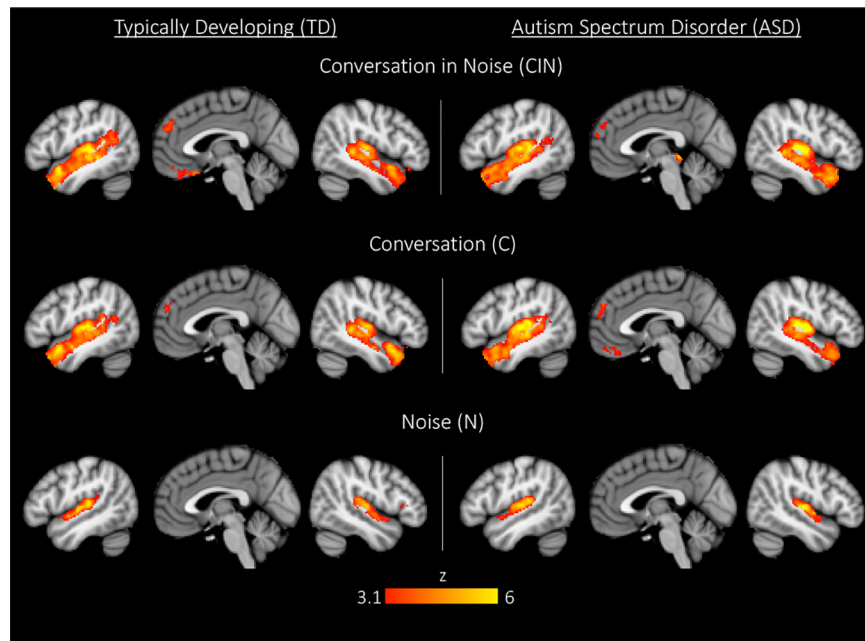 Typically Developing (TD)
Autism Spectrum Disorder (ASD)
Conversation in Noise (CIN)
Conversation (C)
Noise (N)
z
3.1
6